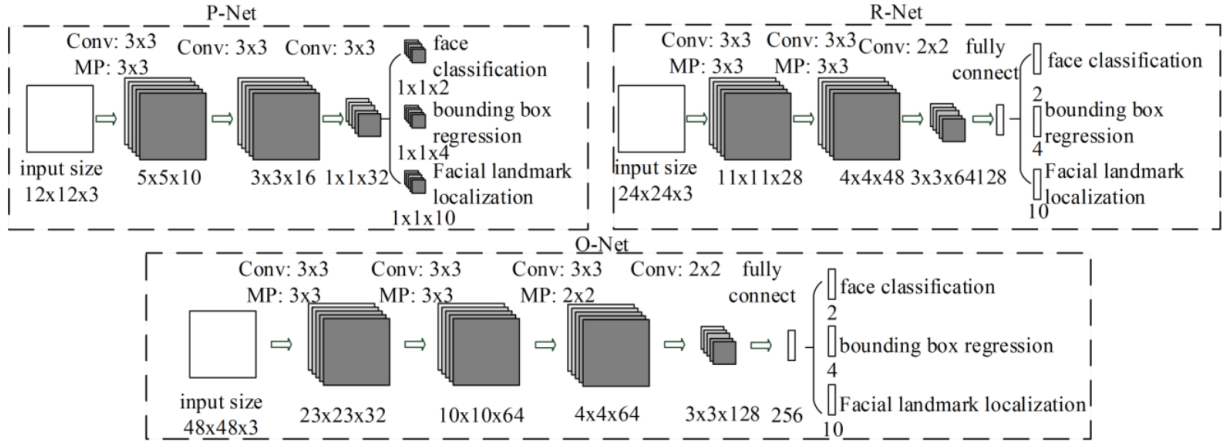 P-Net
Conv: 3x3
MP: 3x3
Conv: 3x3
Conv: 3x3
face
classification
1x1x2
bounding box
regression
1x1x4
Facial landmark
localization
1x1x10
input size
12x12x3
5x5x10
3x3x16
1x1x32
R-Net
Conv: 3x3
MP: 3x3
Conv: 3x3
MP: 3x3
Conv: 2x2
fully
connect
face classification
2
bounding box
regression
4
Facial landmark
localization
10
input size
24x24x3
11x11x28
4x4x48
3x3x64
128
O-Net
Conv: 3x3
MP: 3x3
Conv: 3x3
MP: 3x3
Conv: 3x3
MP: 2x2
Conv: 2x2
fully
connect
face classification
2
bounding box regression
4
Facial landmark localization
10
input size
48x48x3
23x23x32
10x10x64
4x4x64
3x3x128
256